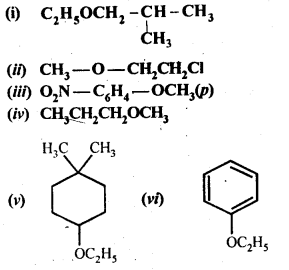 (i) C₂H₅OCH₂ – CH – CH₃
CH₃
(ii) CH₃ — O — CH₂CH₂Cl
(iii) O₂N — C₆H₄ — OCH₃(p)
(iv) CH₃CH₂CH₂OCH₃
H₃C CH₃
(v) (vi)
OC₂H₅ OC₂H₅